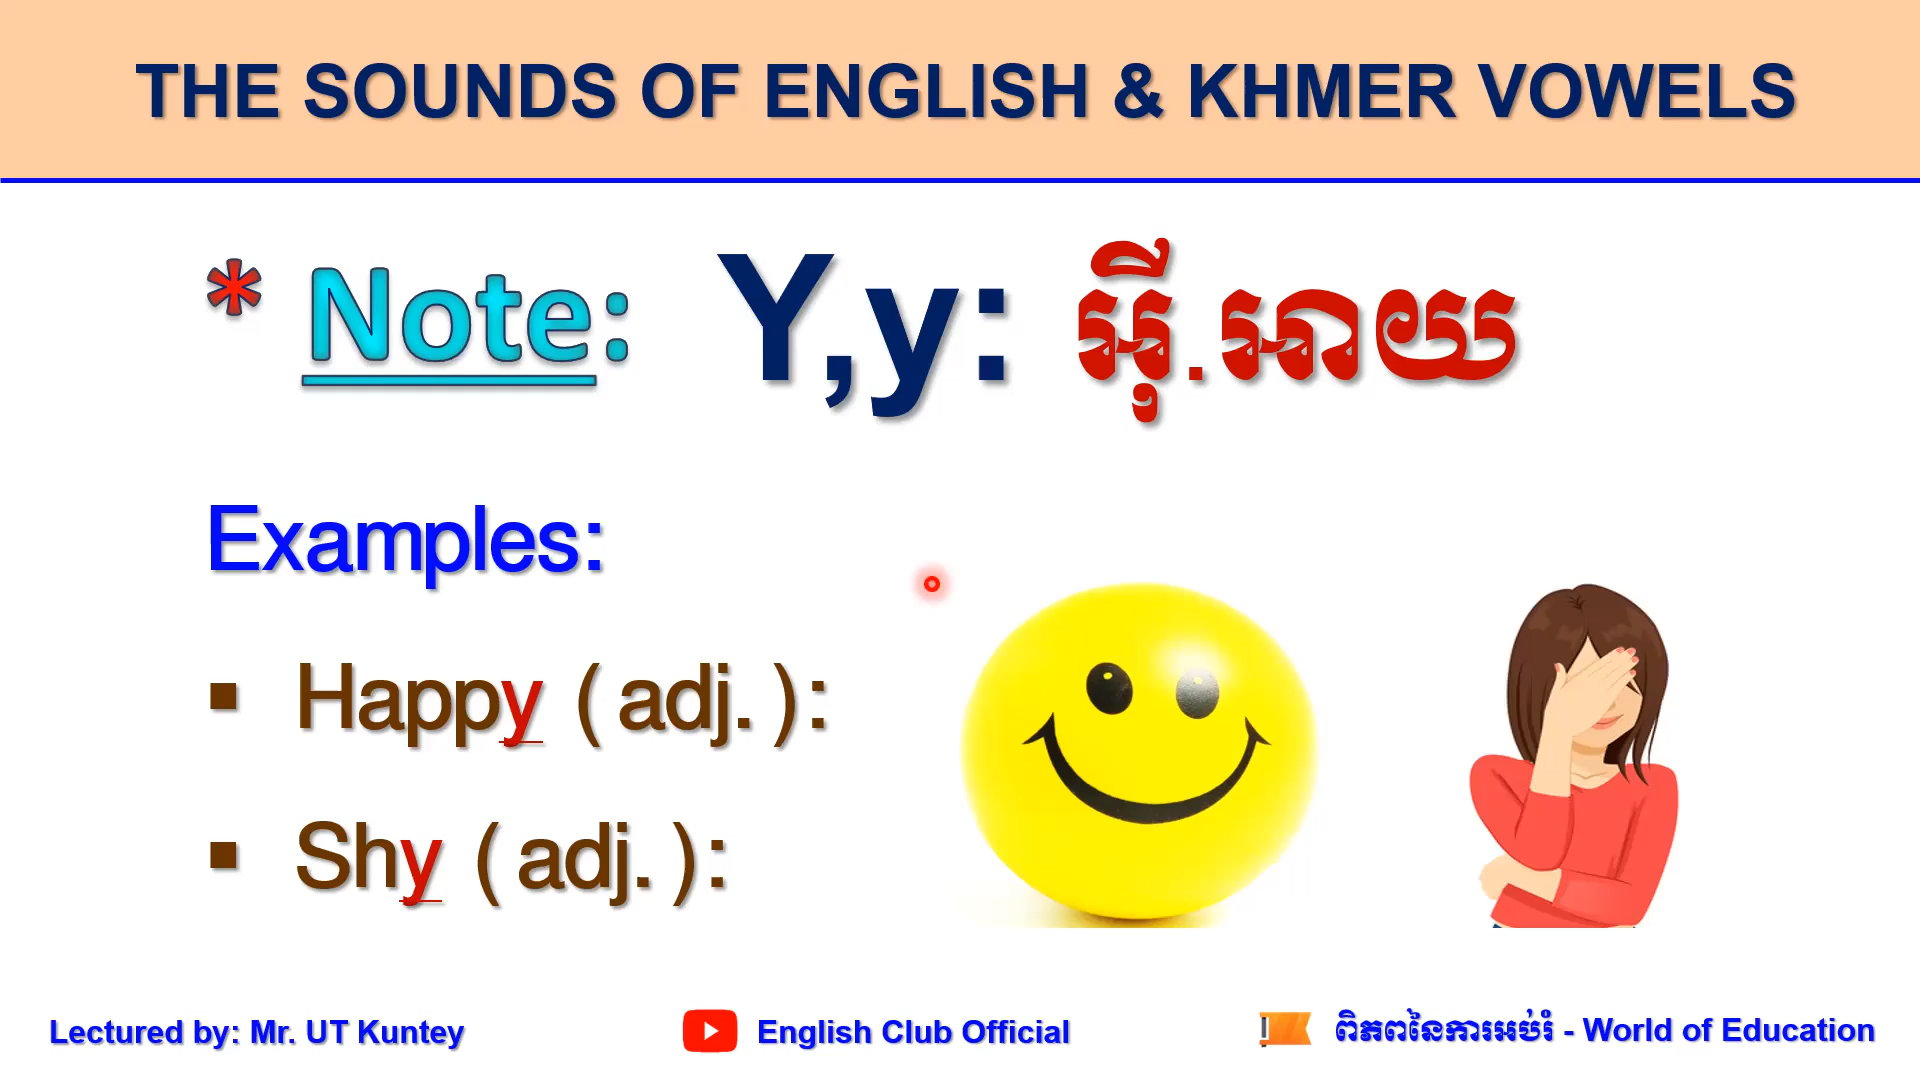 THE SOUNDS OF ENGLISH & KHMER VOWELS
* Note: Y,y: អ៊ី.អាយ
Examples:
▪ Happy (adj.):
▪ Shy (adj.):
Lectured by: Mr. UT Kuntey
English Club Official
ពិភពនៃការអប់រំ - World of Education